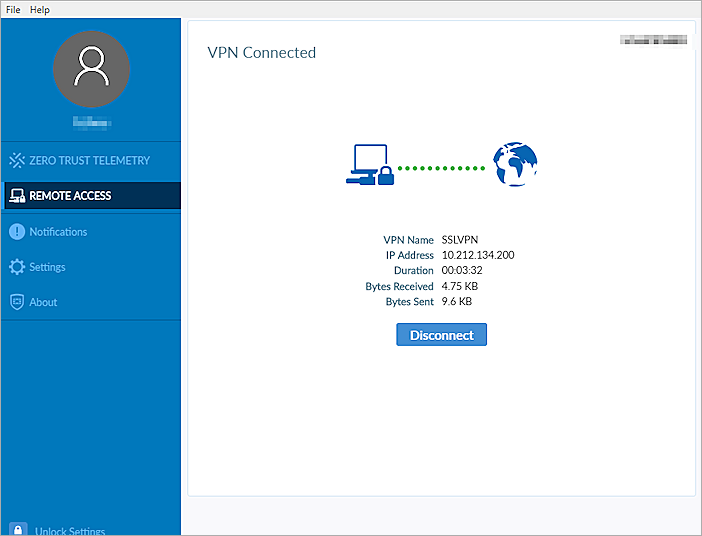 File Help
VPN Connected
ZERO TRUST TELEMETRY
REMOTE ACCESS
Notifications
Settings
About
VPN Name SSLVPN
IP Address 10.212.134.200
Duration 00:03:32
Bytes Received 4.75 KB
Bytes Sent 9.6 KB
Disconnect
Unlock Settings